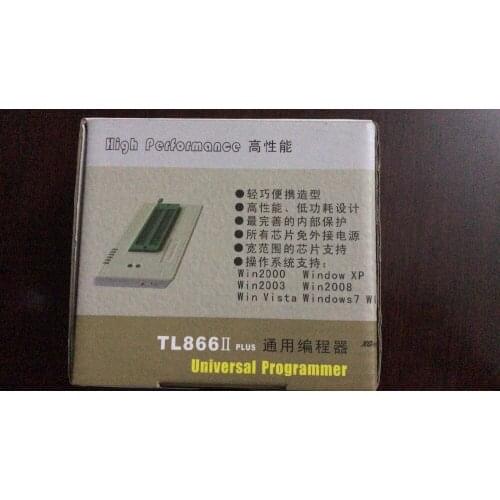 High Performance 高性能
●轻巧便携造型
●高性能、低功耗设计
●最完善的内部保护
●所有芯片免外接电源
●宽范围的芯片支持
●操作系统支持：
Win2000 Window XP
Win2003 Win2008
Win Vista Windows7
TL866II PLUS 通用编程器
Universal Programmer